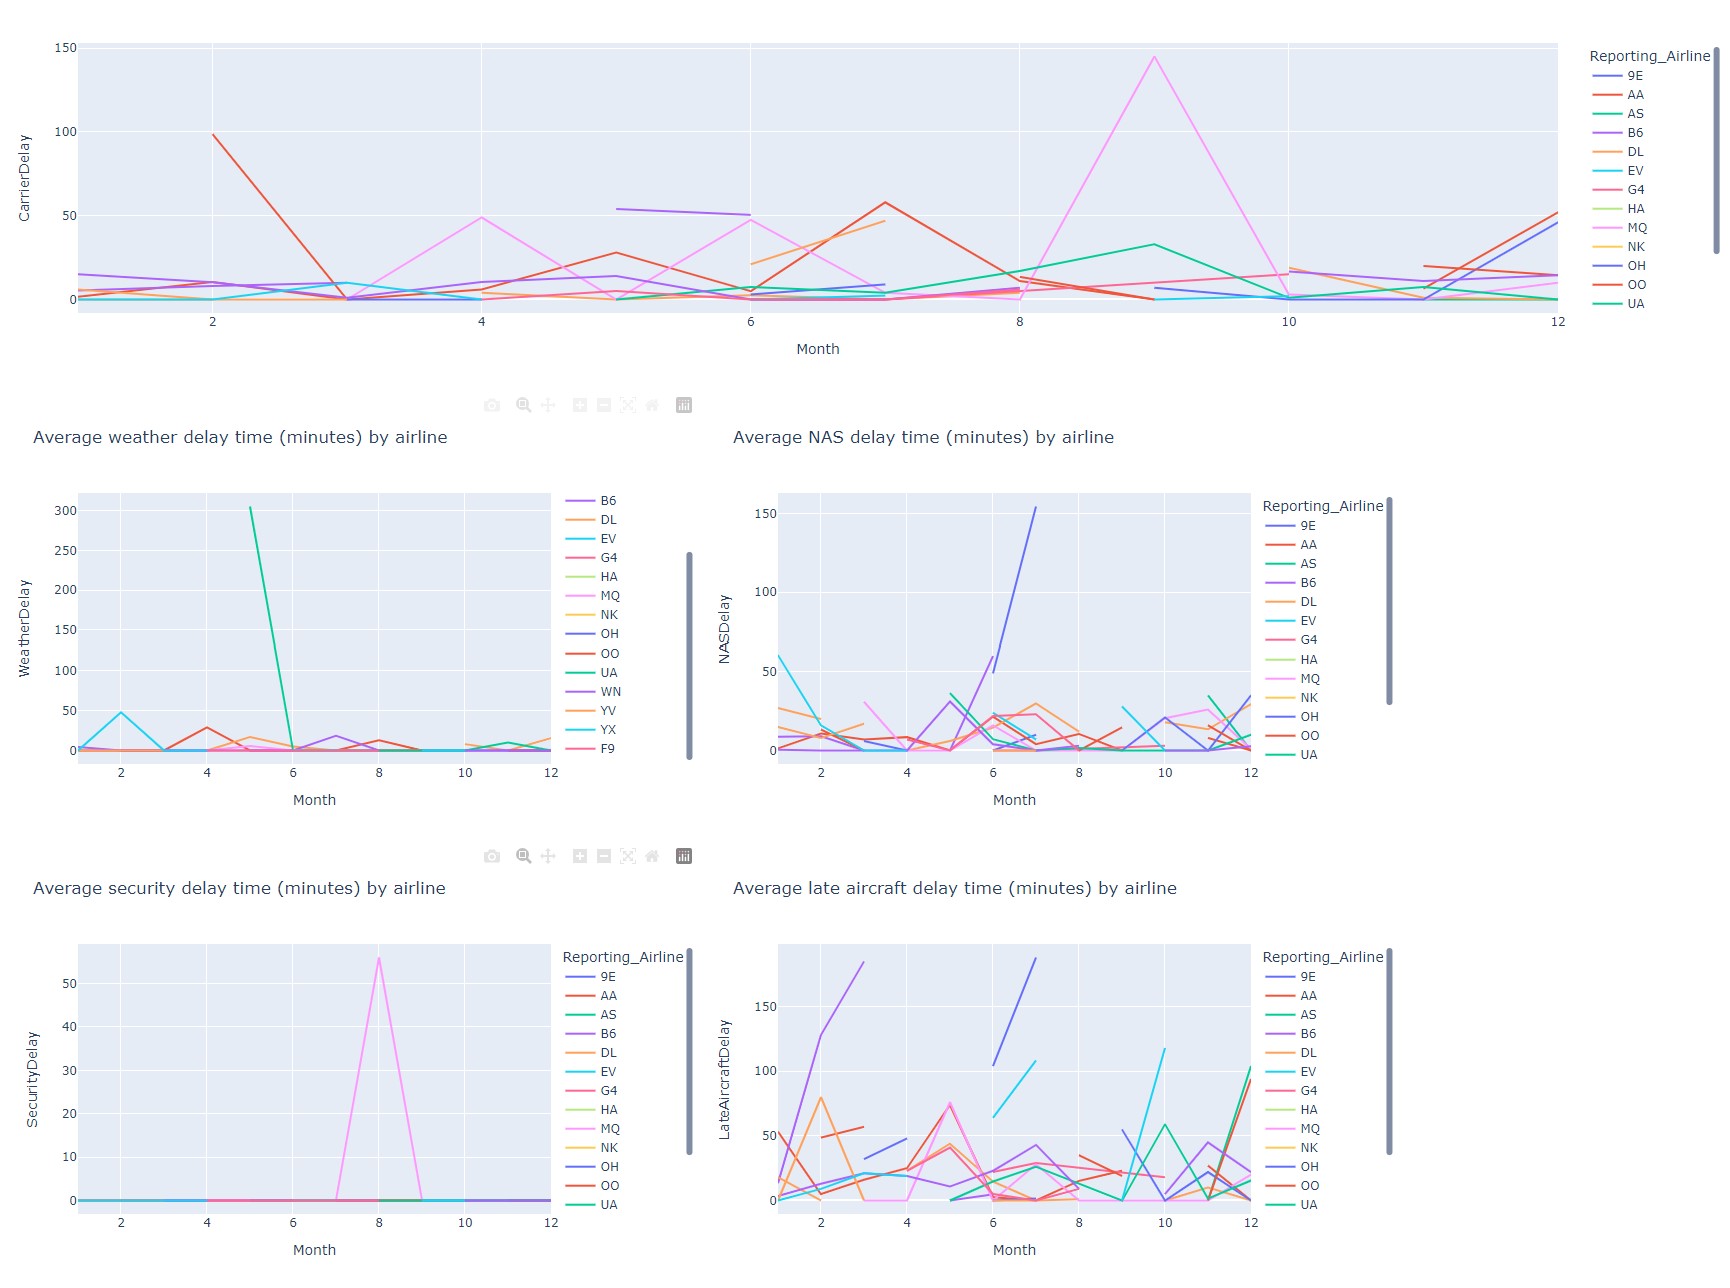 150
100
50
0
CarrierDelay
2 4 6 8 10 12
Month
Reporting_Airline
9E
AA
AS
B6
DL
EV
G4
HA
MQ
NK
OH
OO
UA
Average weather delay time (minutes) by airline
300
250
200
150
100
50
0
WeatherDelay
2 4 6 8 10 12
Month
B6
DL
EV
G4
HA
MQ
NK
OH
OO
UA
WN
YV
YX
F9
Average NAS delay time (minutes) by airline
150
100
50
0
NASDelay
2 4 6 8 10 12
Month
Reporting_Airline
9E
AA
AS
B6
DL
EV
G4
HA
MQ
NK
OH
OO
UA
Average security delay time (minutes) by airline
50
40
30
20
10
0
SecurityDelay
2 4 6 8 10 12
Month
Reporting_Airline
9E
AA
AS
B6
DL
EV
G4
HA
MQ
NK
OH
OO
UA
Average late aircraft delay time (minutes) by airline
150
100
50
0
LateAircraftDelay
2 4 6 8 10 12
Month
Reporting_Airline
9E
AA
AS
B6
DL
EV
G4
HA
MQ
NK
OH
OO
UA